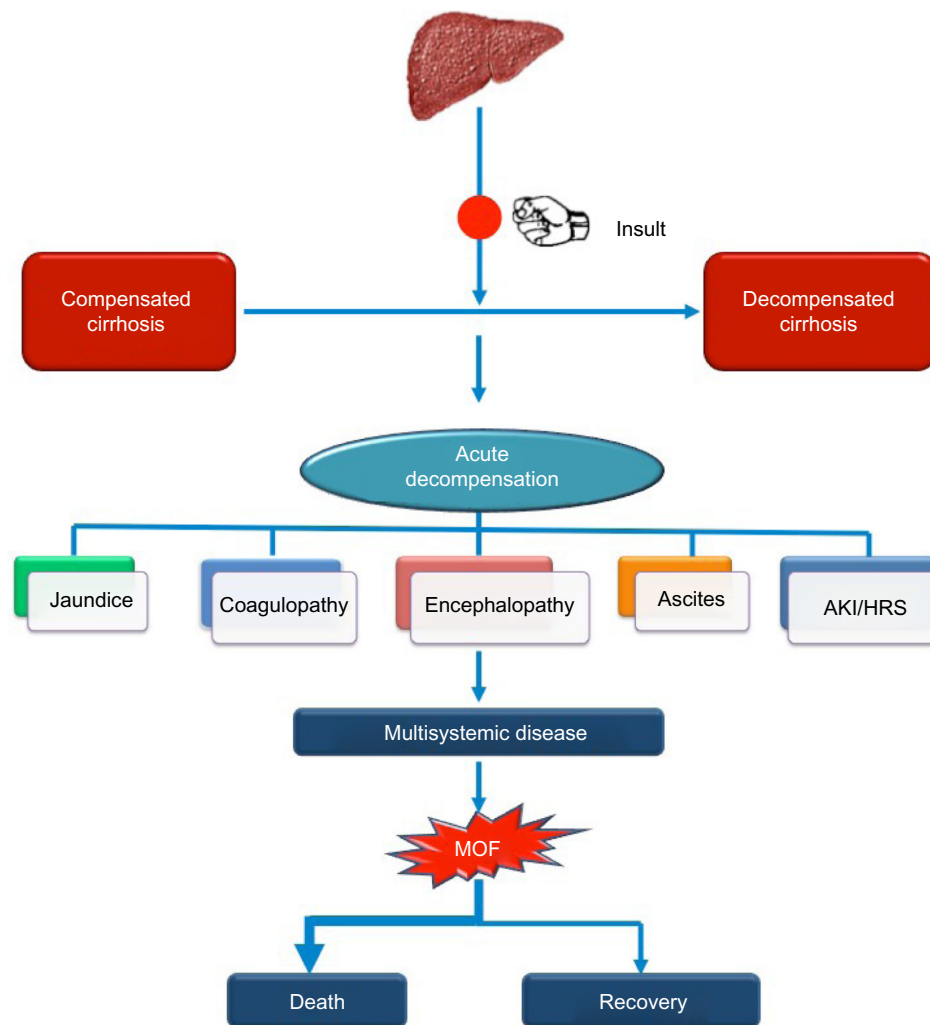 Insult
Compensated
cirrhosis
Decompensated
cirrhosis
Acute
decompensation
Jaundice
Coagulopathy
Encephalopathy
Ascites
AKI/HRS
Multisystemic disease
MOF
Death
Recovery